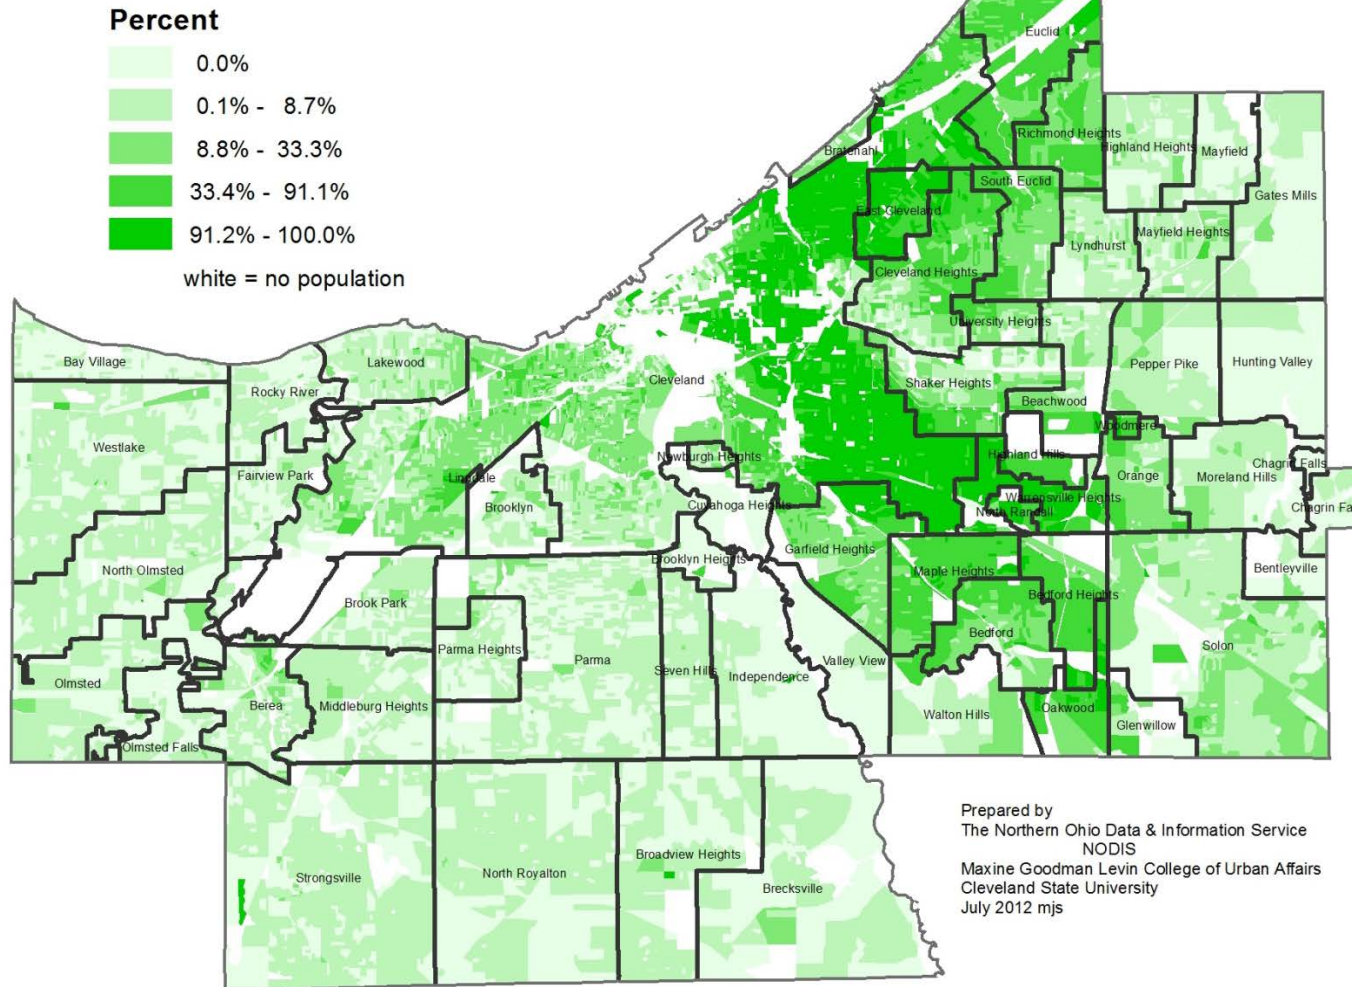 Percent
0.0%
0.1% - 8.7%
8.8% - 33.3%
33.4% - 91.1%
91.2% - 100.0%
white = no population
Euclid
Bratenahl
Richmond Heights
Highland Heights
Mayfield
South Euclid
Gates Mills
East Cleveland
Lyndhurst
Mayfield Heights
Cleveland Heights
University Heights
Bay Village
Lakewood
Rocky River
Cleveland
Shaker Heights
Pepper Pike
Hunting Valley
Beachwood
Woodmere
Westlake
Fairview Park
Linndale
Brooklyn
Newburgh Heights
Highland Hills
Orange
Moreland Hills
Chagrin Falls
Cuyahoga Heights
Warrensville Heights
North Randall
Chagrin Fa
Garfield Heights
North Olmsted
Brook Park
Brooklyn Heights
Maple Heights
Bedford Heights
Bentleyville
Parma Heights
Parma
Seven Hills
Independence
Valley View
Bedford
Solon
Olmsted
Berea
Middleburg Heights
Walton Hills
Oakwood
Glenwillow
Olmsted Falls
Strongsville
North Royalton
Broadview Heights
Brecksville
Prepared by
The Northern Ohio Data & Information Service
NODIS
Maxine Goodman Levin College of Urban Affairs
Cleveland State University
July 2012 mjs